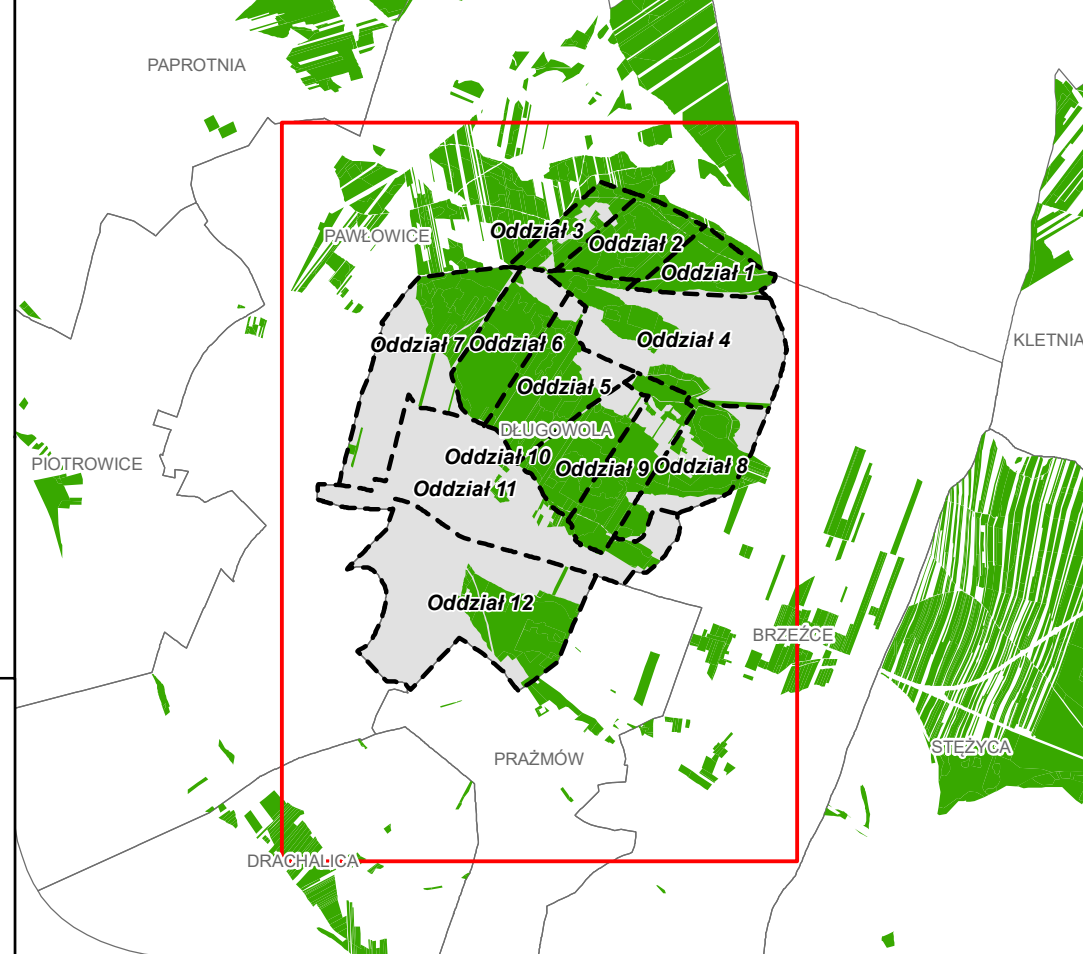 PAPROTNIA
Oddział 3
PAWŁOWICE
Oddział 2
Oddział 1
Oddział 4
KLETNIA
Oddział 7
Oddział 6
Oddział 5
DŁUGOWOLA
Oddział 10
PIOTROWICE
Oddział 9
Oddział 8
Oddział 11
Oddział 12
BRZEŹCE
STĘŻYCA
PRAŻMÓW
DRACHALICA